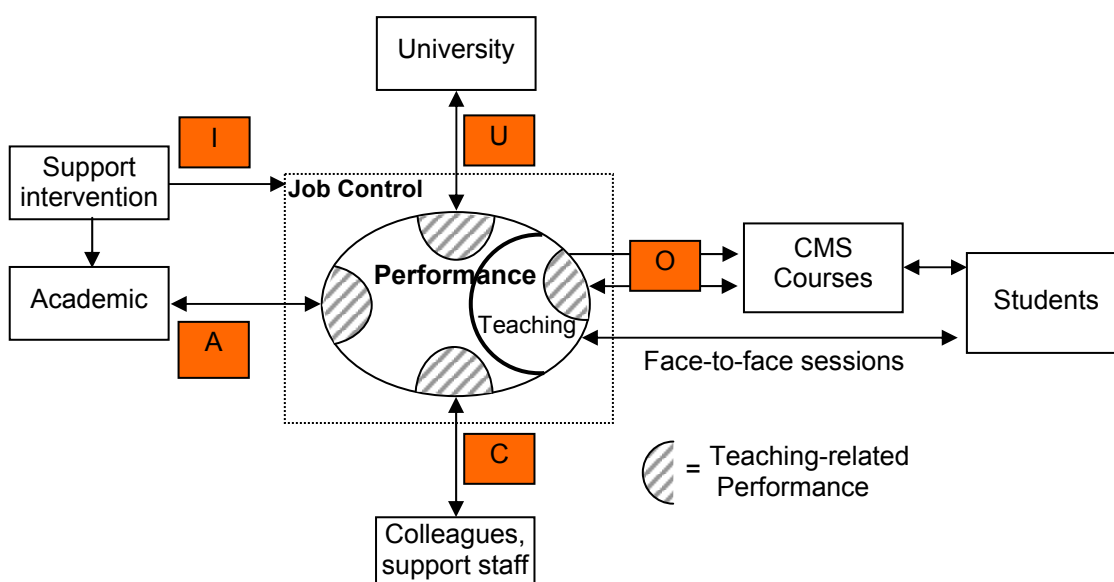 University
I
U
Support
intervention
Job Control
CMS
Courses
O
Performance
Academic
Students
Teaching
A
Face-to-face sessions
C
= Teaching-related
Performance
Colleagues,
support staff